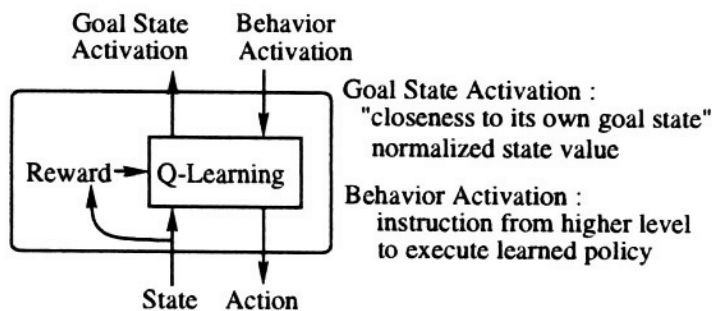 Goal State
Activation
Behavior
Activation
Reward
Q-Learning
State
Action
Goal State Activation :
"closeness to its own goal state"
normalized state value
Behavior Activation :
instruction from higher level
to execute learned policy